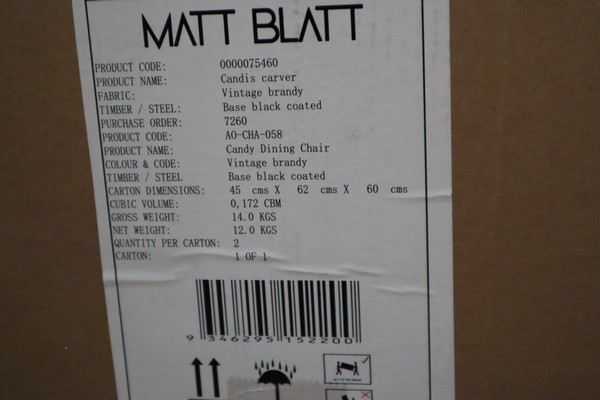 MATT BLATT
PRODUCT CODE: 0000075460
PRODUCT NAME: Candis carver
FABRIC: Vintage brandy
TIMBER / STEEL: Base black coated
PURCHASE ORDER: 7260
PRODUCT CODE: AO-CHA-058
PRODUCT NAME: Candy Dining Chair
COLOUR & CODE: Vintage brandy
TIMBER / STEEL Base black coated
CARTON DIMENSIONS: 45 cms X 62 cms X 60 cms
CUBIC VOLUME: 0,172 CBM
GROSS WEIGHT: 14.0 KGS
NET WEIGHT: 12.0 KGS
QUANTITY PER CARTON: 2
CARTON: 1 OF 1
9 346295 152200